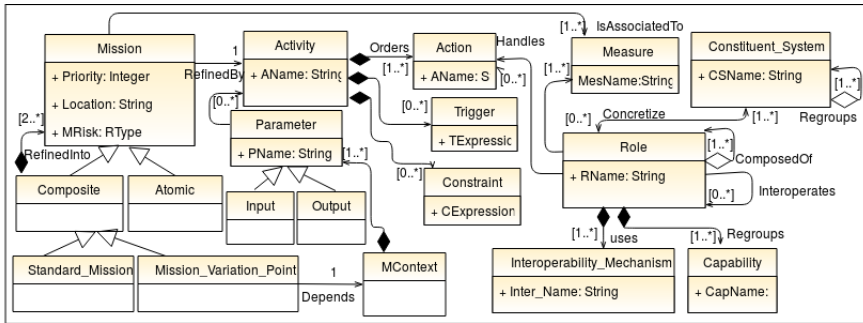 Mission
+ Priority: Integer
+ Location: String
+ MRisk: RType
[2..*]
RefinedInto
1
RefinedBy
Activity
+ AName: String
[0..*]
Orders
[1..*]
Action
+ AName: S
[0..*]
Handles
[1..*]
IsAssociatedTo
Measure
MesName:String
[1..*]
Constituent_System
+ CSName: String
[1..*]
Regroups
[0..*]
Concretize
[1..*]
Parameter
+ PName: String
[1..*]
[0..*]
Trigger
+ TExpressio
[0..*]
Constraint
+ CExpression
Role
+ RName: String
[1..*]
ComposedOf
[0..*]
Interoperates
Composite
Atomic
Input
Output
Standard_Mission
Mission_Variation_Point
1
Depends
MContext
[1..*]
uses
[1..*]
Regroups
Interoperability_Mechanism
+ Inter_Name: String
Capability
+ CapName: